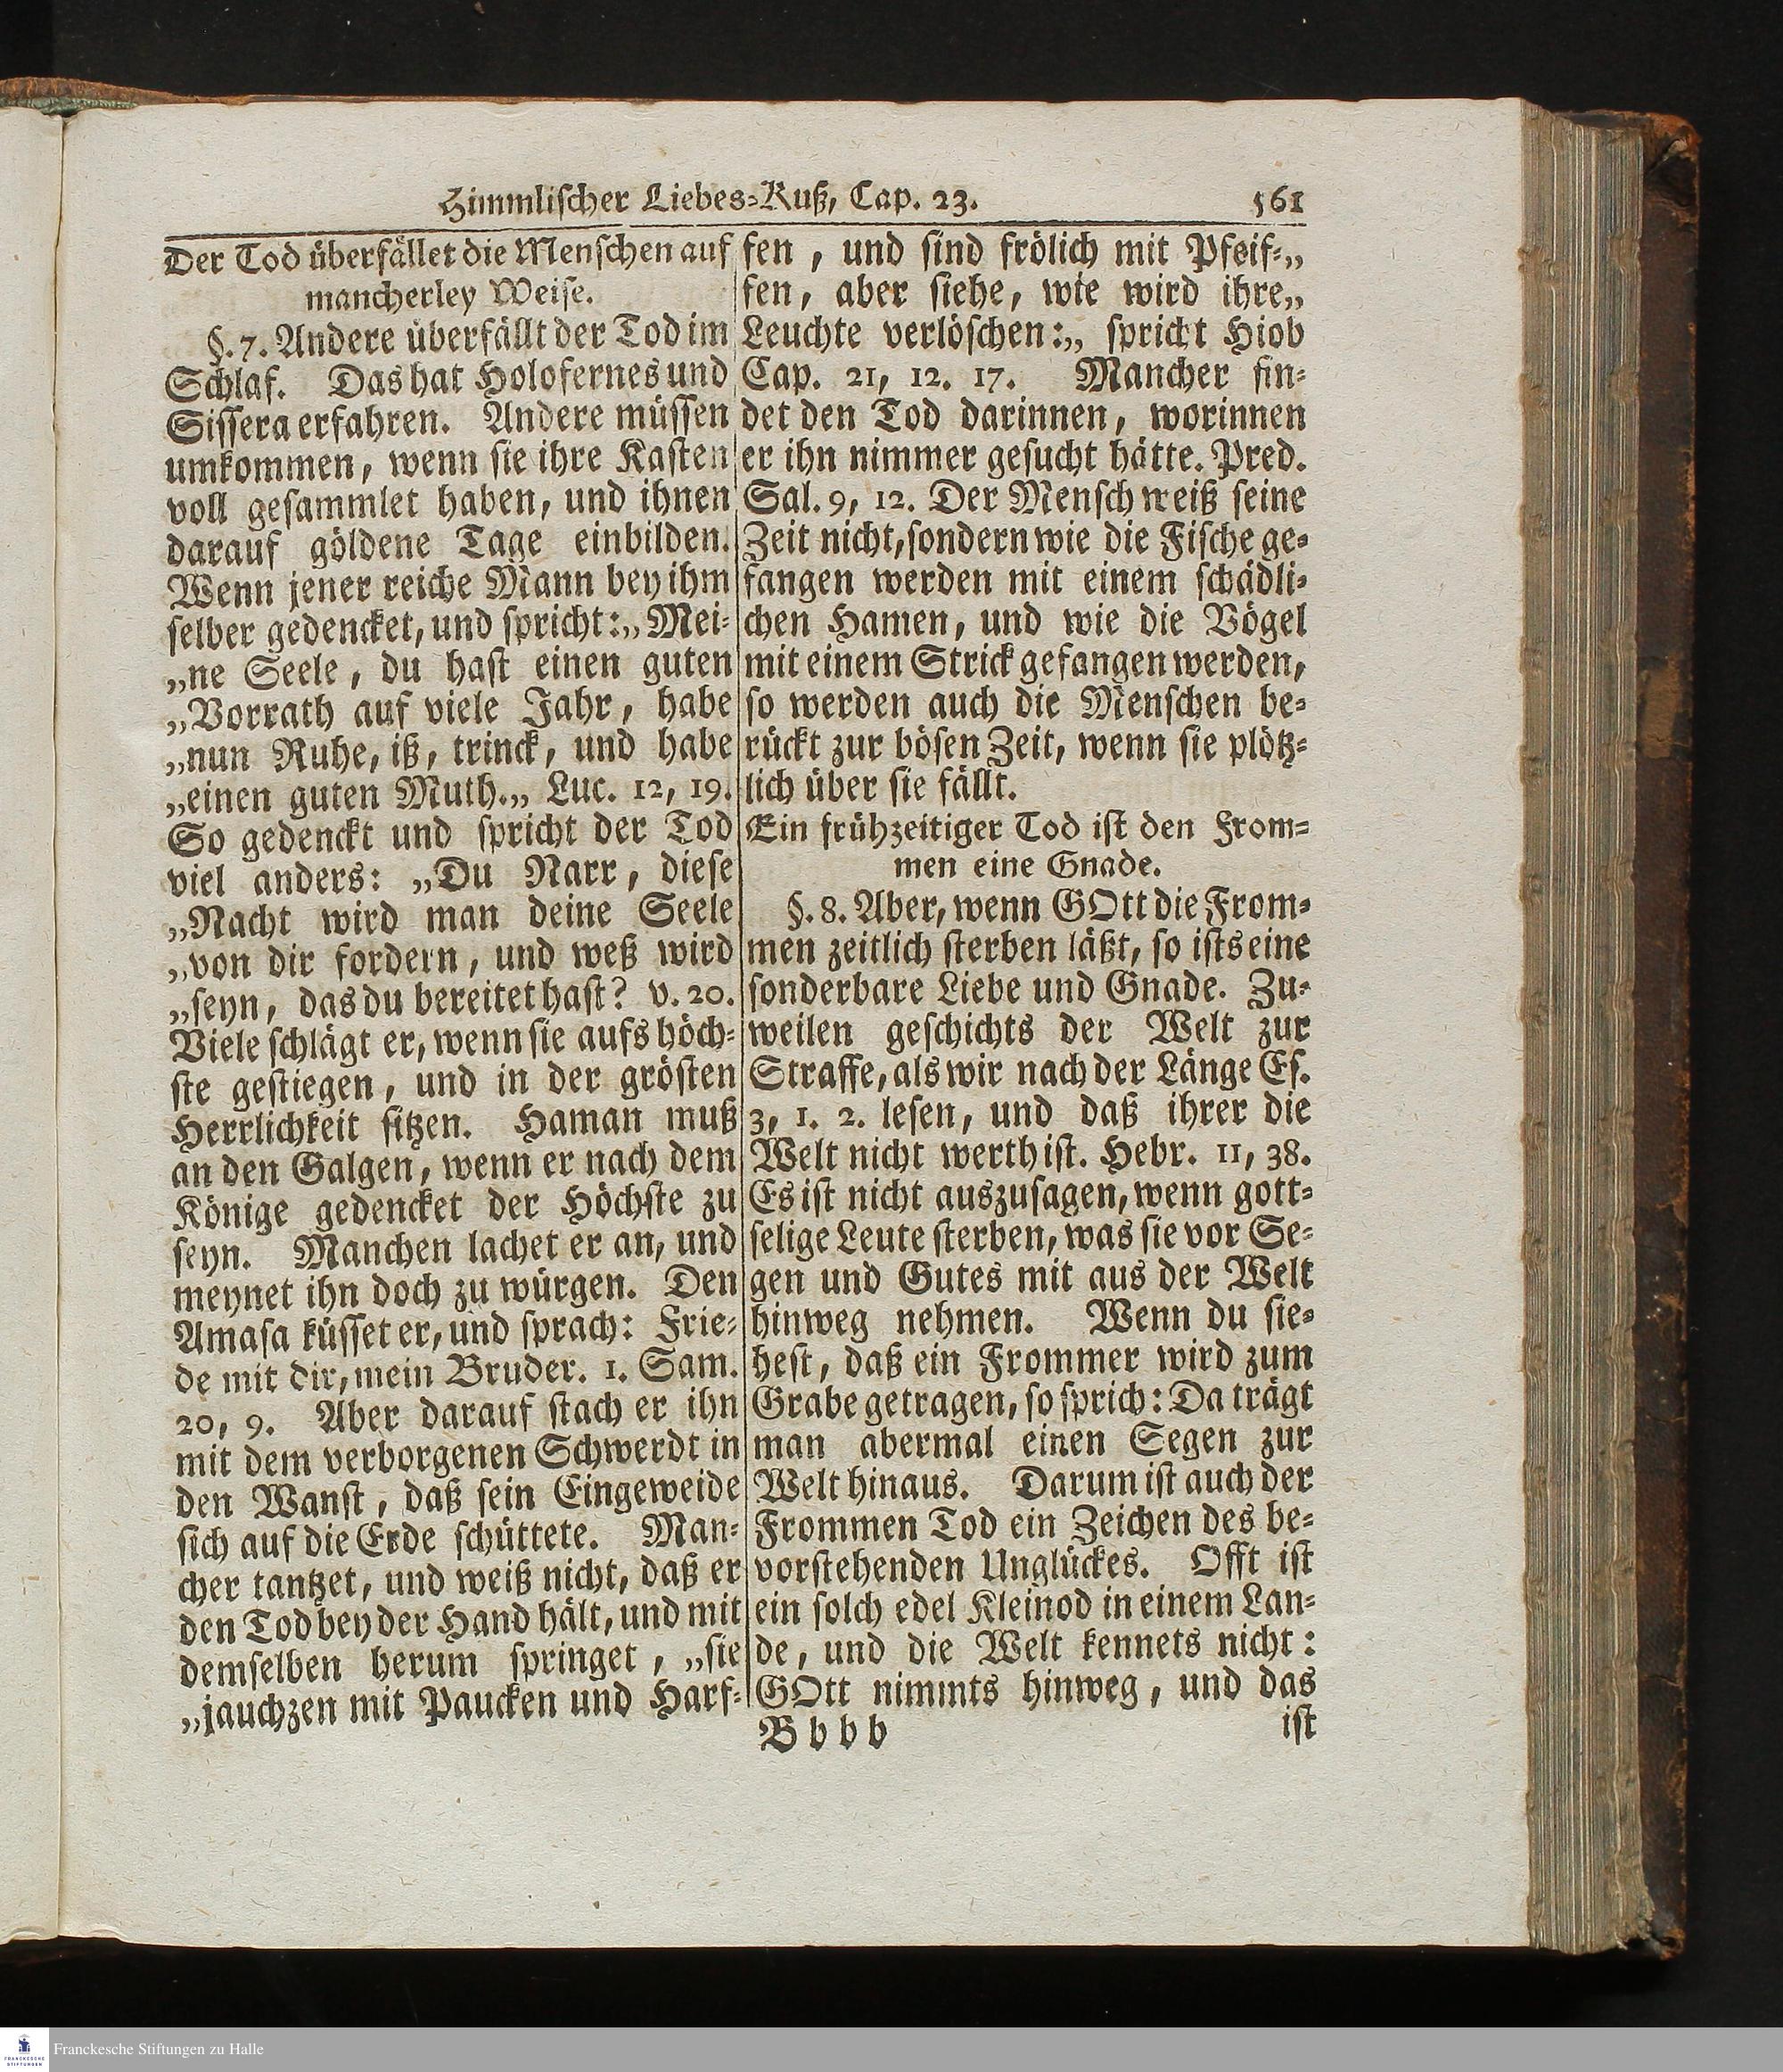 Himmlischer Liebes-Kuß, Cap. 23. 561
Der Tod überfället die Menschen auf
mancherley Weise.
§. 7. Andere überfällt der Tod im
Schlaf. Das hat Holofernes und
Sissera erfahren. Andere müssen
umkommen, wenn sie ihre Kasten
voll gesammlet haben, und ihnen
darauf göldene Tage einbilden.
Wenn jener reiche Mann bey ihm
selber gedencket, und spricht: „Mei-
„ne Seele, du hast einen guten
„Vorrath auf viele Jahr, habe
„nun Ruhe, iß, trinck, und habe
„einen guten Muth.„ Luc. 12, 19.
So gedenckt und spricht der Tod
viel anders: „Du Narr, diese
„Nacht wird man deine Seele
„von dir fordern, und weß wird
„seyn, das du bereitet hast? v. 20.
Viele schlägt er, wenn sie aufs höch-
ste gestiegen, und in der grösten
Herrlichkeit sitzen. Haman muß
an den Galgen, wenn er nach dem
Könige gedencket der Höchste zu
seyn. Manchen lachet er an, und
meynet ihn doch zu würgen. Den
Amasa küsset er, und sprach: Frie-
de mit dir, mein Bruder. 1. Sam.
20, 9. Aber darauf stach er ihn
mit dem verborgenen Schwerdt in
den Wanst, daß sein Eingeweide
sich auf die Erde schüttete. Man-
cher tantzet, und weiß nicht, daß er
den Tod bey der Hand hält, und mit
demselben herum springet, „sie
„jauchzen mit Paucken und Harf-
fen, und sind frölich mit Pfeif-„
fen, aber siehe, wie wird ihre„
Leuchte verlöschen:„ spricht Hiob
Cap. 21, 12. 17. Mancher fin-
det den Tod darinnen, worinnen
er ihn nimmer gesucht hätte. Pred.
Sal. 9, 12. Der Mensch weiß seine
Zeit nicht, sondern wie die Fische ge-
fangen werden mit einem schädli-
chen Hamen, und wie die Vögel
mit einem Strick gefangen werden,
so werden auch die Menschen be-
rückt zur bösen Zeit, wenn sie plötz-
lich über sie fällt.
Ein frühzeitiger Tod ist den From-
men eine Gnade.
§. 8. Aber, wenn GOtt die From-
men zeitlich sterben läßt, so ists eine
sonderbare Liebe und Gnade. Zu-
weilen geschichts der Welt zur
Straffe, als wir nach der Länge Es.
3, 1. 2. lesen, und daß ihrer die
Welt nicht werth ist. Hebr. 11, 38.
Es ist nicht auszusagen, wenn gott-
selige Leute sterben, was sie vor Se-
gen und Gutes mit aus der Welt
hinweg nehmen. Wenn du sie-
hest, daß ein Frommer wird zum
Grabe getragen, so sprich: Da trägt
man abermal einen Segen zur
Welt hinaus. Darum ist auch der
Frommen Tod ein Zeichen des be-
vorstehenden Unglückes. Offt ist
ein solch edel Kleinod in einem Lan-
de, und die Welt kennets nicht:
GOtt nimmts hinweg, und das
Bbbb ist
FRANCKESCHE STIFTUNGEN
Franckesche Stiftungen zu Halle